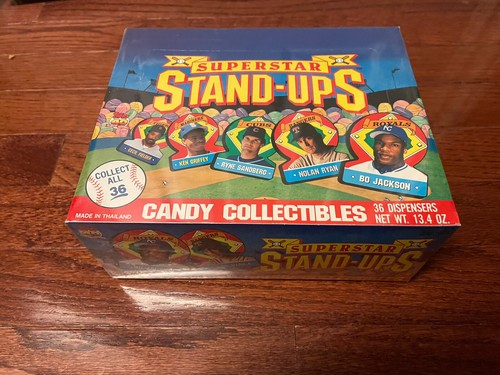 SUPERSTAR
STAND-UPS
CUBS
ROYALS
KC
KEN GRIFFEY
RYNE SANDBERG
NOLAN RYAN
BO JACKSON
COLLECT
ALL
36
MADE IN THAILAND
CANDY COLLECTIBLES
36 DISPENSERS
NET WT. 13.4 OZ.
SUPERSTAR
STAND-UPS